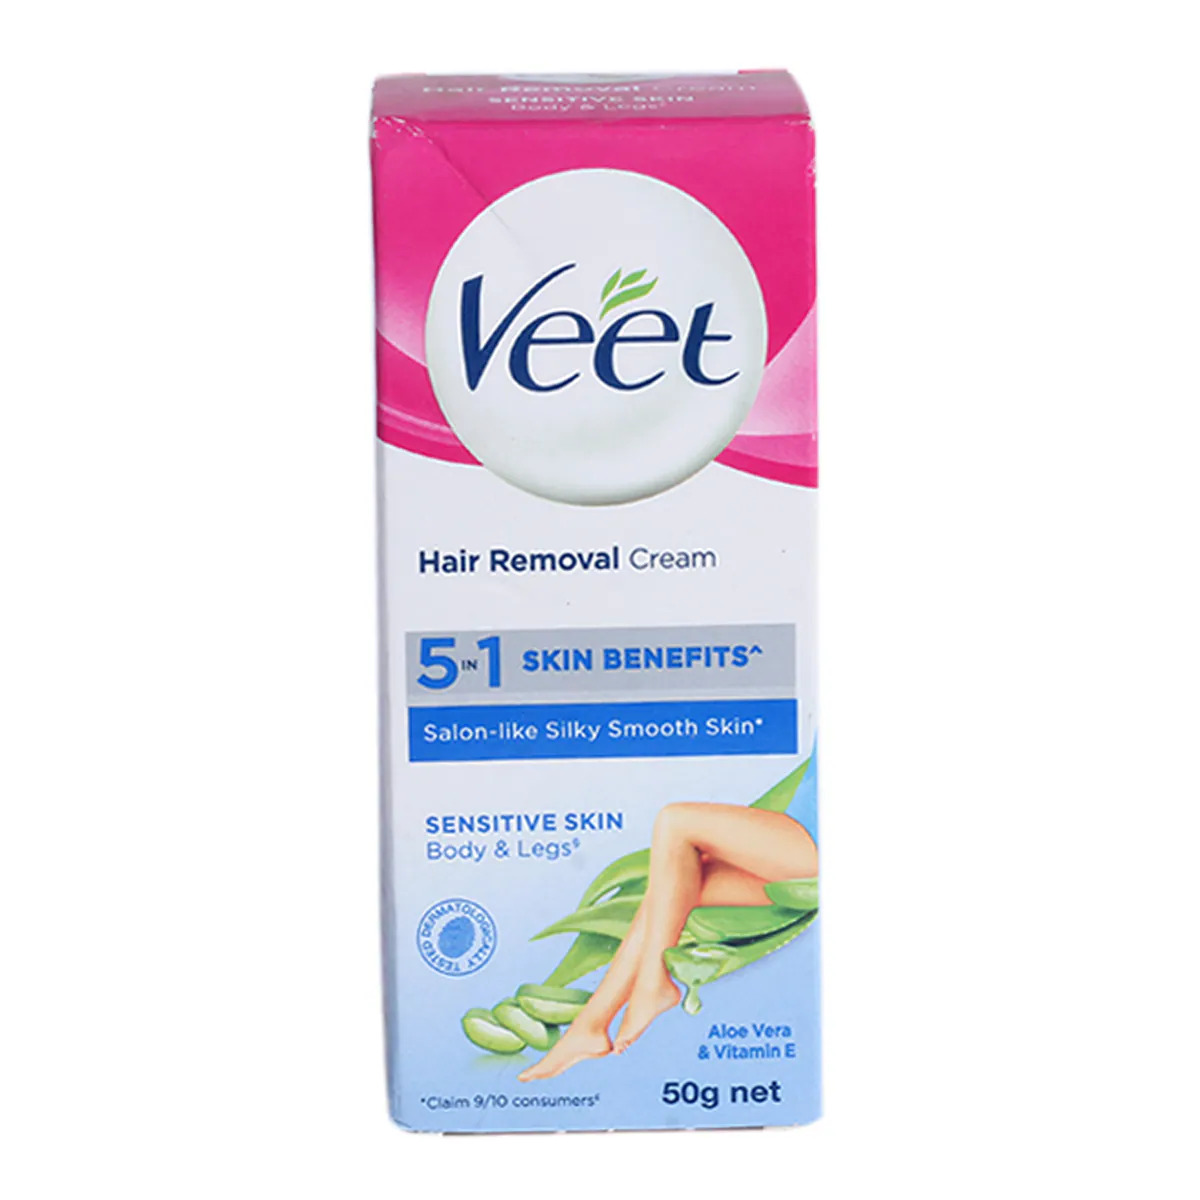 Hair Removal Cream
SENSITIVE SKIN
Body & Legs§
Veet
Hair Removal Cream
5 IN 1 SKIN BENEFITS^
Salon-like Silky Smooth Skin*
SENSITIVE SKIN
Body & Legs§
DERMATOLOGICALLY TESTED
Aloe Vera
& Vitamin E
*Claim 9/10 consumers
50g net